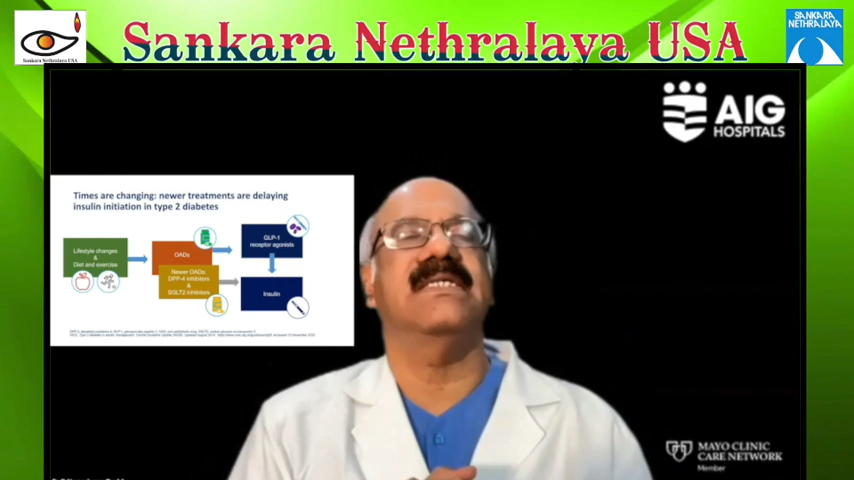 Sankara Nethralaya USA
Sankara Nethralaya USA
SANKARA
NETHRALAYA
AIG
HOSPITALS
Times are changing: newer treatments are delaying
insulin initiation in type 2 diabetes
Lifestyle changes
&
Diet and exercise
OADs
Newer OADs:
DPP-4 inhibitors
&
SGLT2 inhibitors
GLP-1
receptor agonists
Insulin
MAYO CLINIC
CARE NETWORK
Member